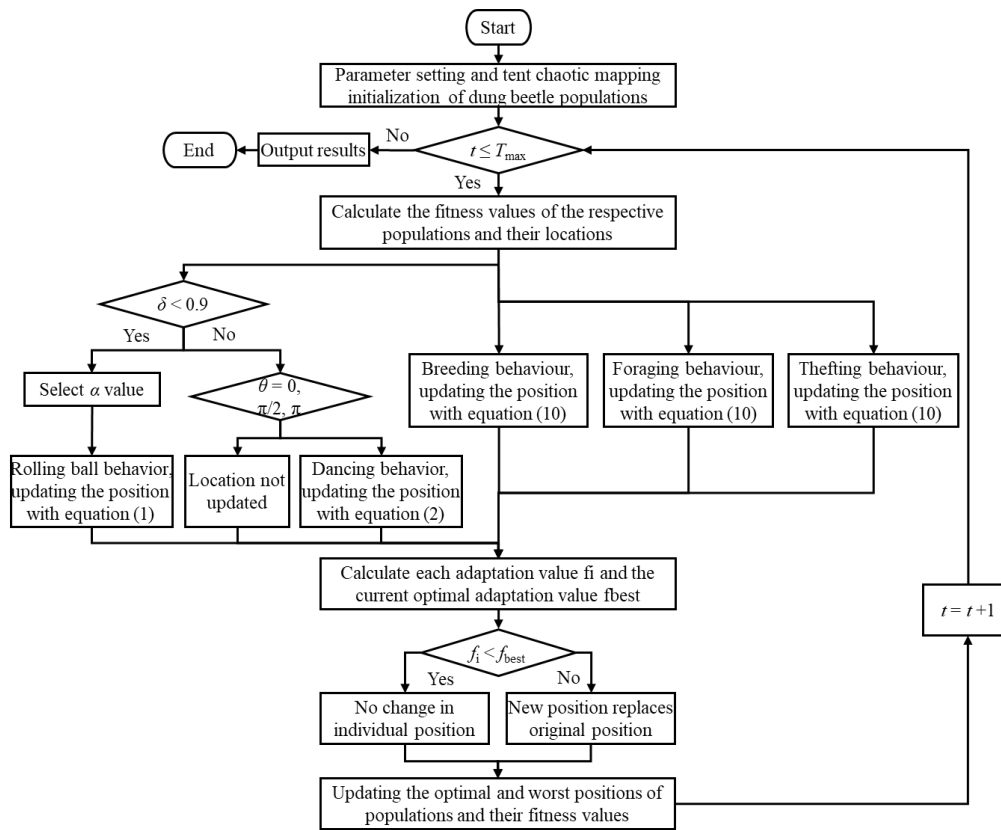 Start
Parameter setting and tent chaotic mapping
initialization of dung beetle populations
End
Output results
No
t ≤ Tmax
Yes
Calculate the fitness values of the respective
populations and their locations
δ < 0.9
Yes
No
Select α value
θ = 0,
π/2, π
Breeding behaviour,
updating the position
with equation (10)
Foraging behaviour,
updating the position
with equation (10)
Thefting behaviour,
updating the position
with equation (10)
Rolling ball behavior,
updating the position
with equation (1)
Location not
updated
Dancing behavior,
updating the position
with equation (2)
Calculate each adaptation value fi and the
current optimal adaptation value fbest
t = t +1
fi < fbest
Yes
No
No change in
individual position
New position replaces
original position
Updating the optimal and worst positions of
populations and their fitness values